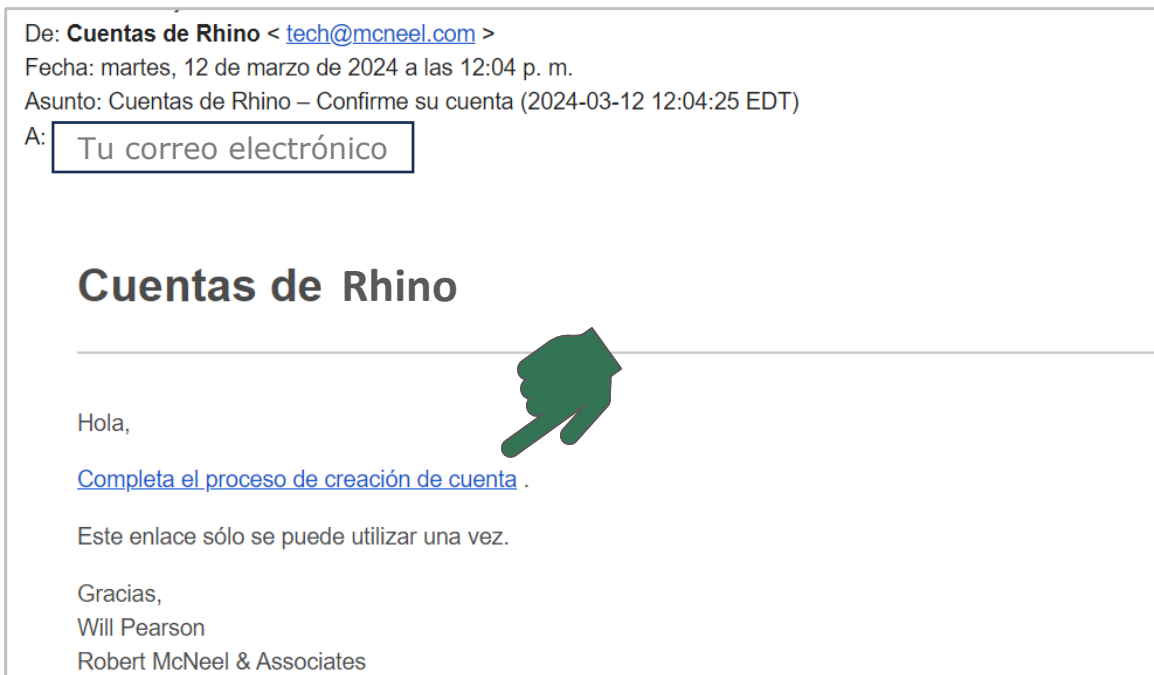 De: Cuentas de Rhino < tech@mcneel.com >
Fecha: martes, 12 de marzo de 2024 a las 12:04 p. m.
Asunto: Cuentas de Rhino – Confirme su cuenta (2024-03-12 12:04:25 EDT)
A: Tu correo electrónico
Cuentas de Rhino
Hola,
Completa el proceso de creación de cuenta .
Este enlace sólo se puede utilizar una vez.
Gracias,
Will Pearson
Robert McNeel & Associates